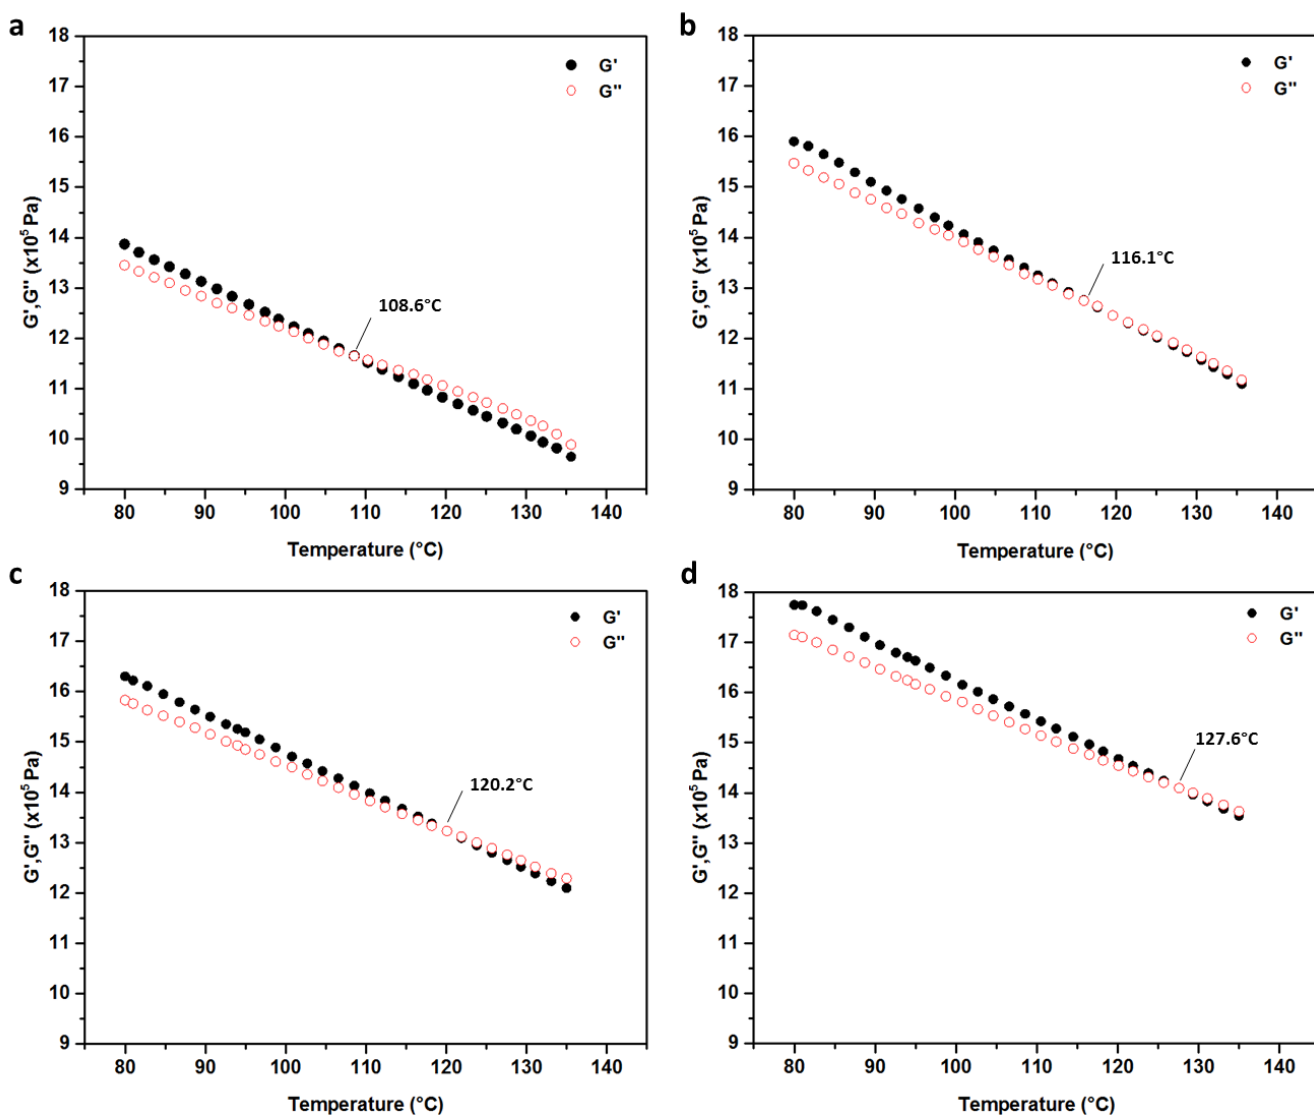 a
18
17
16
15
14
13
12
11
10
9
G',G'' (x10⁵ Pa)
G'
G''
108.6°C
80 90 100 110 120 130 140
Temperature (°C)
b
18
17
16
15
14
13
12
11
10
9
G',G'' (x10⁵ Pa)
G'
G''
116.1°C
80 90 100 110 120 130 140
Temperature (°C)
c
18
17
16
15
14
13
12
11
10
9
G',G'' (x10⁵ Pa)
G'
G''
120.2°C
80 90 100 110 120 130 140
Temperature (°C)
d
18
17
16
15
14
13
12
11
10
9
G',G'' (x10⁵ Pa)
G'
G''
127.6°C
80 90 100 110 120 130 140
Temperature (°C)